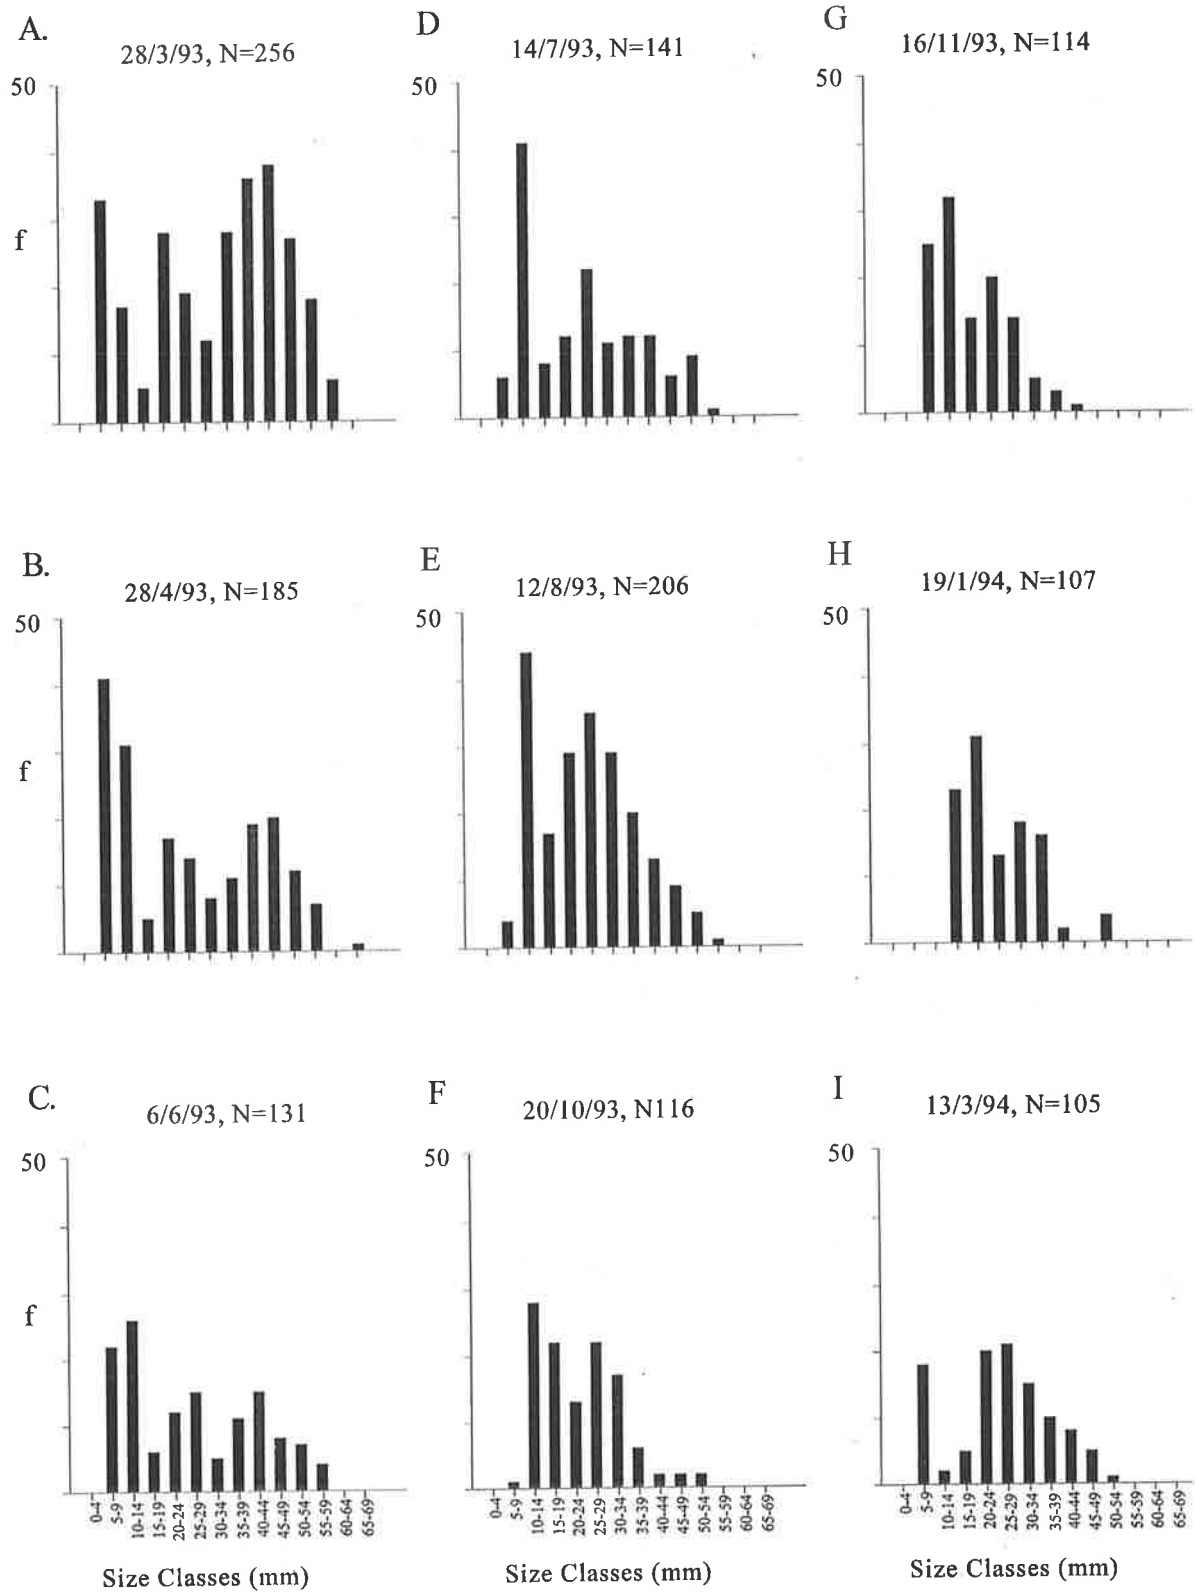 A.
28/3/93, N=256
50
f
D
14/7/93, N=141
50
G
16/11/93, N=114
50
B.
28/4/93, N=185
50
f
E
12/8/93, N=206
50
H
19/1/94, N=107
50
C.
6/6/93, N=131
50
f
0-4
5-9
10-14
15-19
20-24
25-29
30-34
35-39
40-44
45-49
50-54
55-59
60-64
65-69
Size Classes (mm)
F
20/10/93, N116
50
0-4
5-9
10-14
15-19
20-24
25-29
30-34
35-39
40-44
45-49
50-54
55-59
60-64
65-69
Size Classes (mm)
I
13/3/94, N=105
50
0-4
5-9
10-14
15-19
20-24
25-29
30-34
35-39
40-44
45-49
50-54
55-59
60-64
65-69
Size Classes (mm)